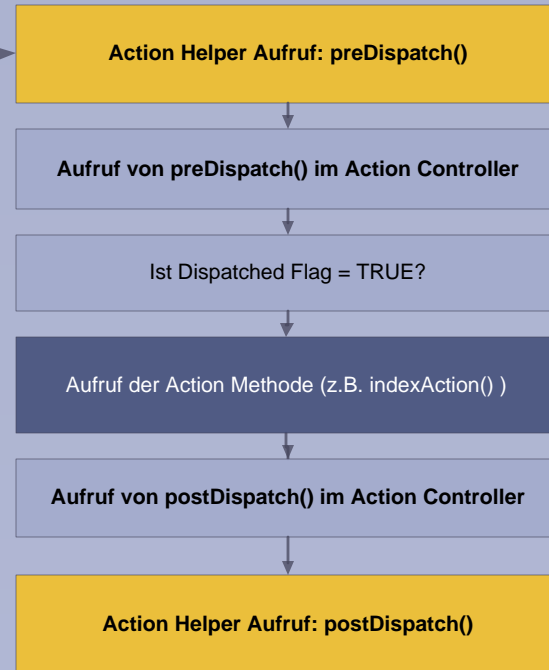 Action Helper Aufruf: preDispatch()
Aufruf von preDispatch() im Action Controller
Ist Dispatched Flag = TRUE?
Aufruf der Action Methode (z.B. indexAction() )
Aufruf von postDispatch() im Action Controller
Action Helper Aufruf: postDispatch()